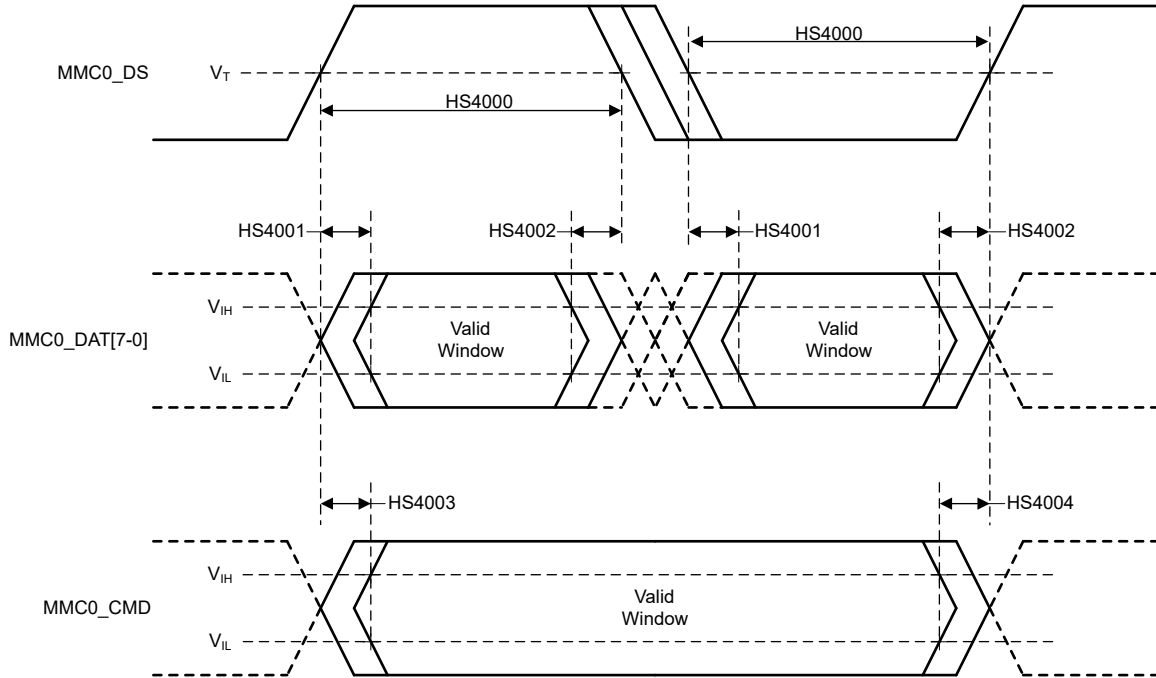 HS4000
MMC0_DS
VT
HS4000
HS4001
HS4002
HS4001
HS4002
VIH
MMC0_DAT[7-0]
Valid
Window
Valid
Window
VIL
HS4003
HS4004
VIH
MMC0_CMD
Valid
Window
VIL